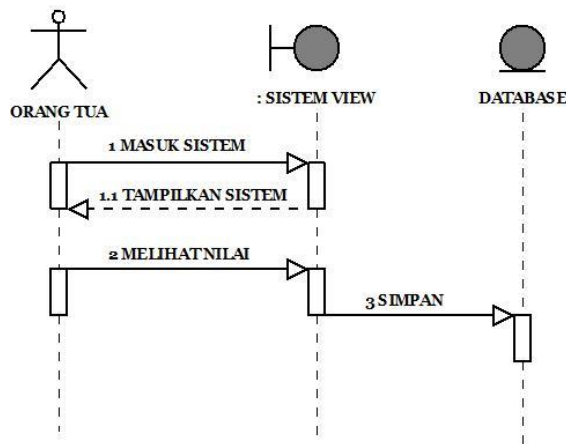 ORANG TUA
: SISTEM VIEW
DATABASE
1 MASUK SISTEM
1.1 TAMPILKAN SISTEM
2 MELIHAT NILAI
3 SIMPAN